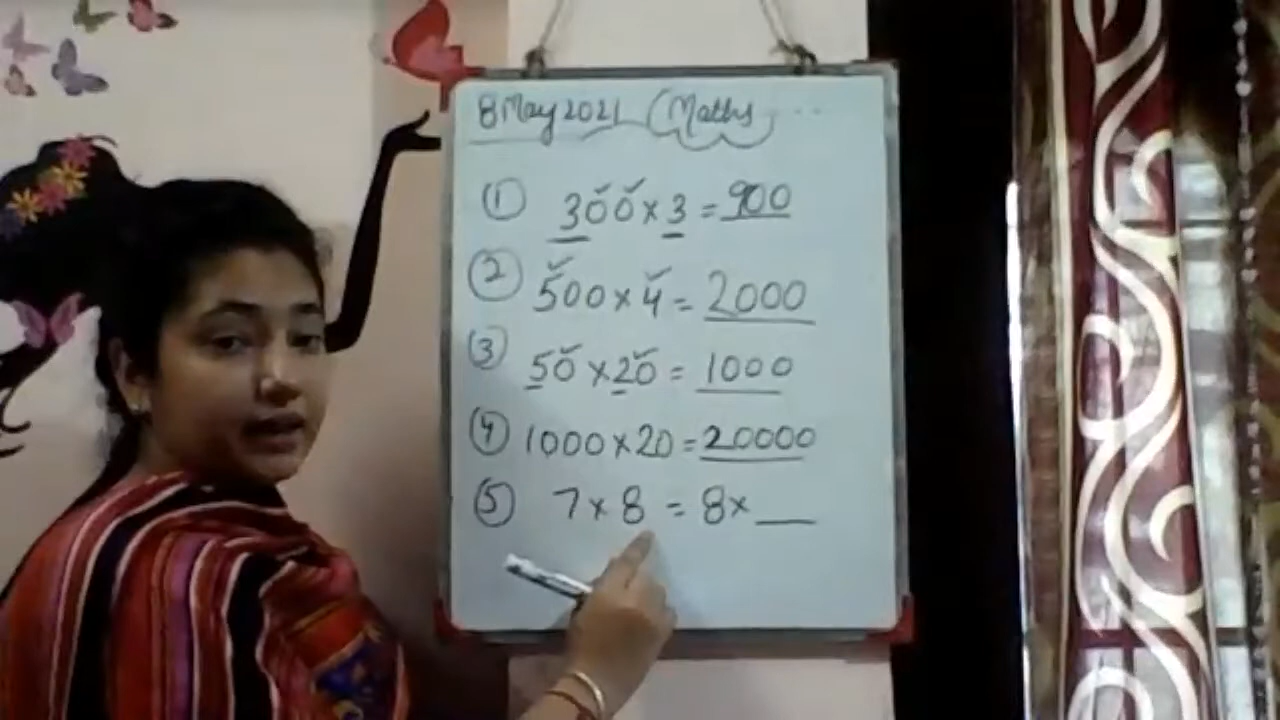 8 May 2021 (Maths)
① 300 x 3 = 900
② 500 x 4 = 2000
③ 50 x 20 = 1000
④ 1000 x 20 = 20000
⑤ 7 x 8 = 8 x __